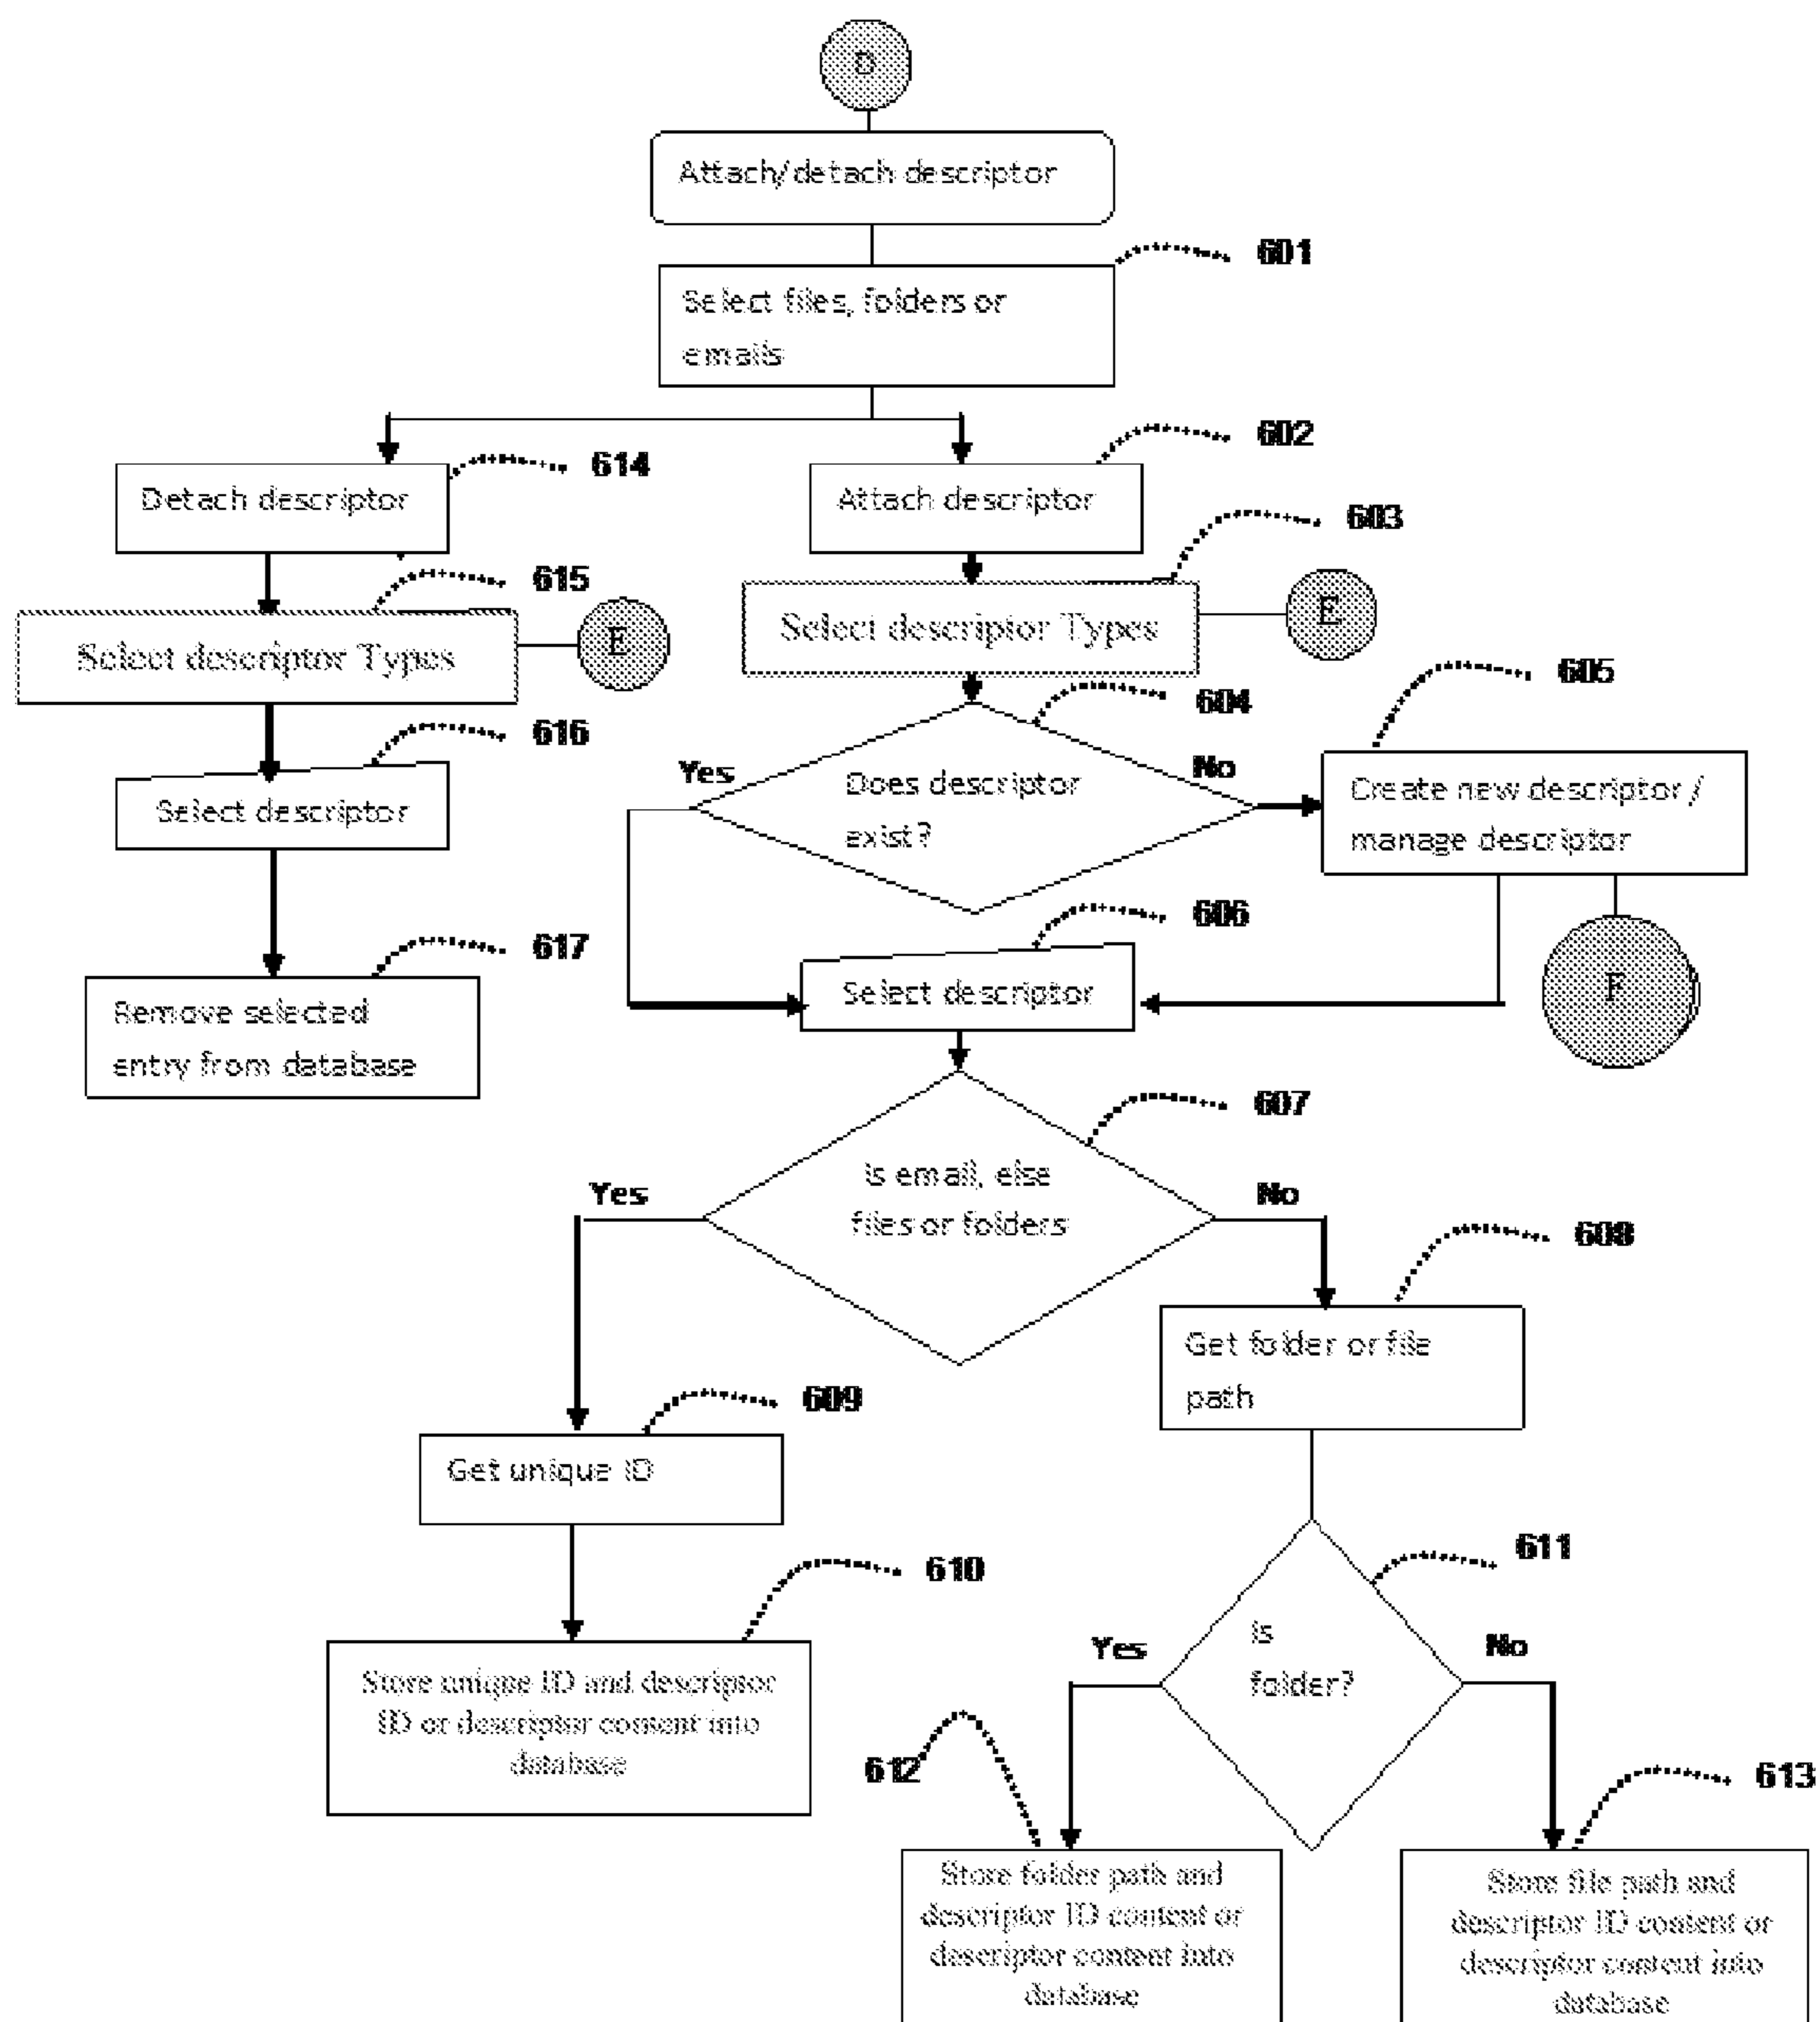 D
Attach/detach descriptor
601
Select files, folders or
emails
602
614
Detach descriptor
Attach descriptor
603
615
E
E
Select descriptor Types
Select descriptor Types
605
604
616
Yes
No
Does descriptor
exist?
Create new descriptor /
manage descriptor
Select descriptor
606
617
F
Select descriptor
Remove selected
entry from database
607
Is email, else
files or folders
Yes
No
608
Get folder or file
path
609
Get unique ID
611
610
Is
folder?
Yes
No
Store unique ID and descriptor
ID or descriptor content into
database
612
613
Store folder path and
descriptor ID content or
descriptor content into
database
Store file path and
descriptor ID content or
descriptor content into
database